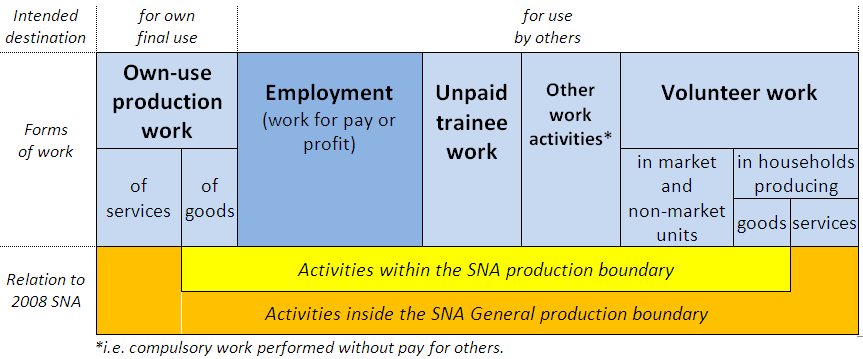 Intended
destination
for own
final use
for use
by others
Forms
of work
Own-use
production
work
of
services
of
goods
Employment
(work for pay or
profit)
Unpaid
trainee
work
Other
work
activities*
Volunteer work
in market
and
non-market
units
in households
producing
goods
services
Relation to
2008 SNA
Activities within the SNA production boundary
Activities inside the SNA General production boundary
*i.e. compulsory work performed without pay for others.